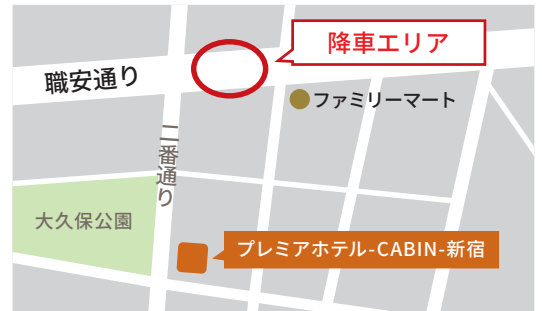 降車エリア
職安通り
ファミリーマート
二番通り
大久保公園
プレミアホテル-CABIN-新宿